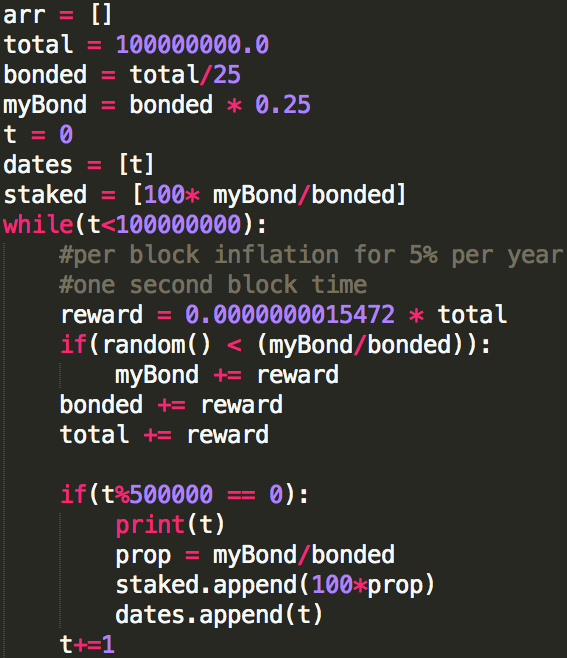 arr = []
total = 100000000.0
bonded = total/25
myBond = bonded * 0.25
t = 0
dates = [t]
staked = [100* myBond/bonded]
while(t<100000000):
    #per block inflation for 5% per year
    #one second block time
    reward = 0.0000000015472 * total
    if(random() < (myBond/bonded)):
        myBond += reward
    bonded += reward
    total += reward

    if(t%500000 == 0):
        print(t)
        prop = myBond/bonded
        staked.append(100*prop)
        dates.append(t)
    t+=1